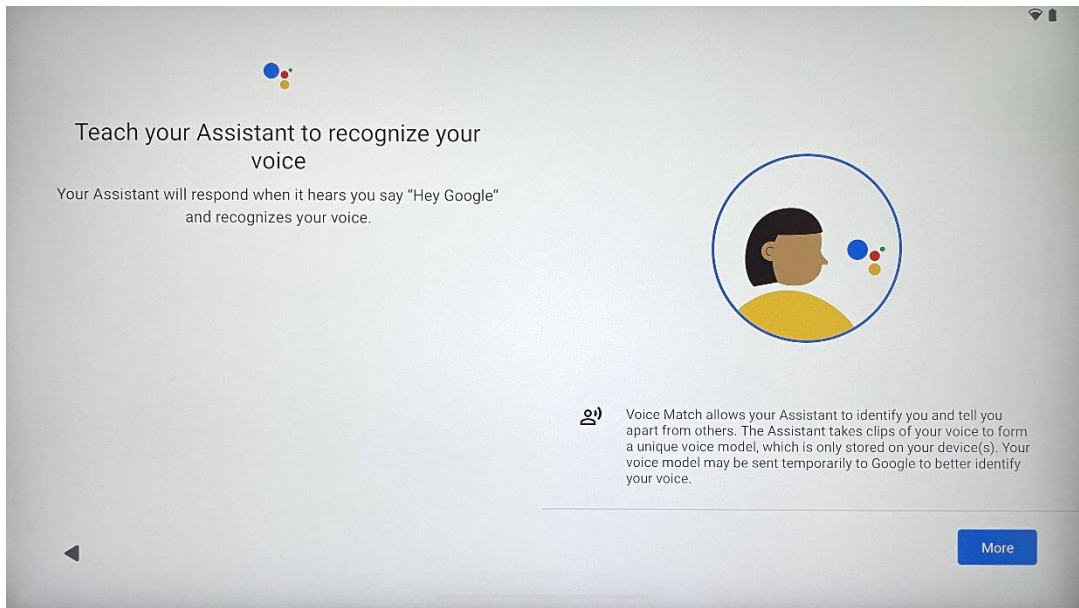 Teach your Assistant to recognize your
voice
Your Assistant will respond when it hears you say “Hey Google“
and recognizes your voice.
Voice Match allows your Assistant to identify you and tell you
apart from others. The Assistant takes clips of your voice to form
a unique voice model, which is only stored on your device(s). Your
voice model may be sent temporarily to Google to better identify
your voice.
More